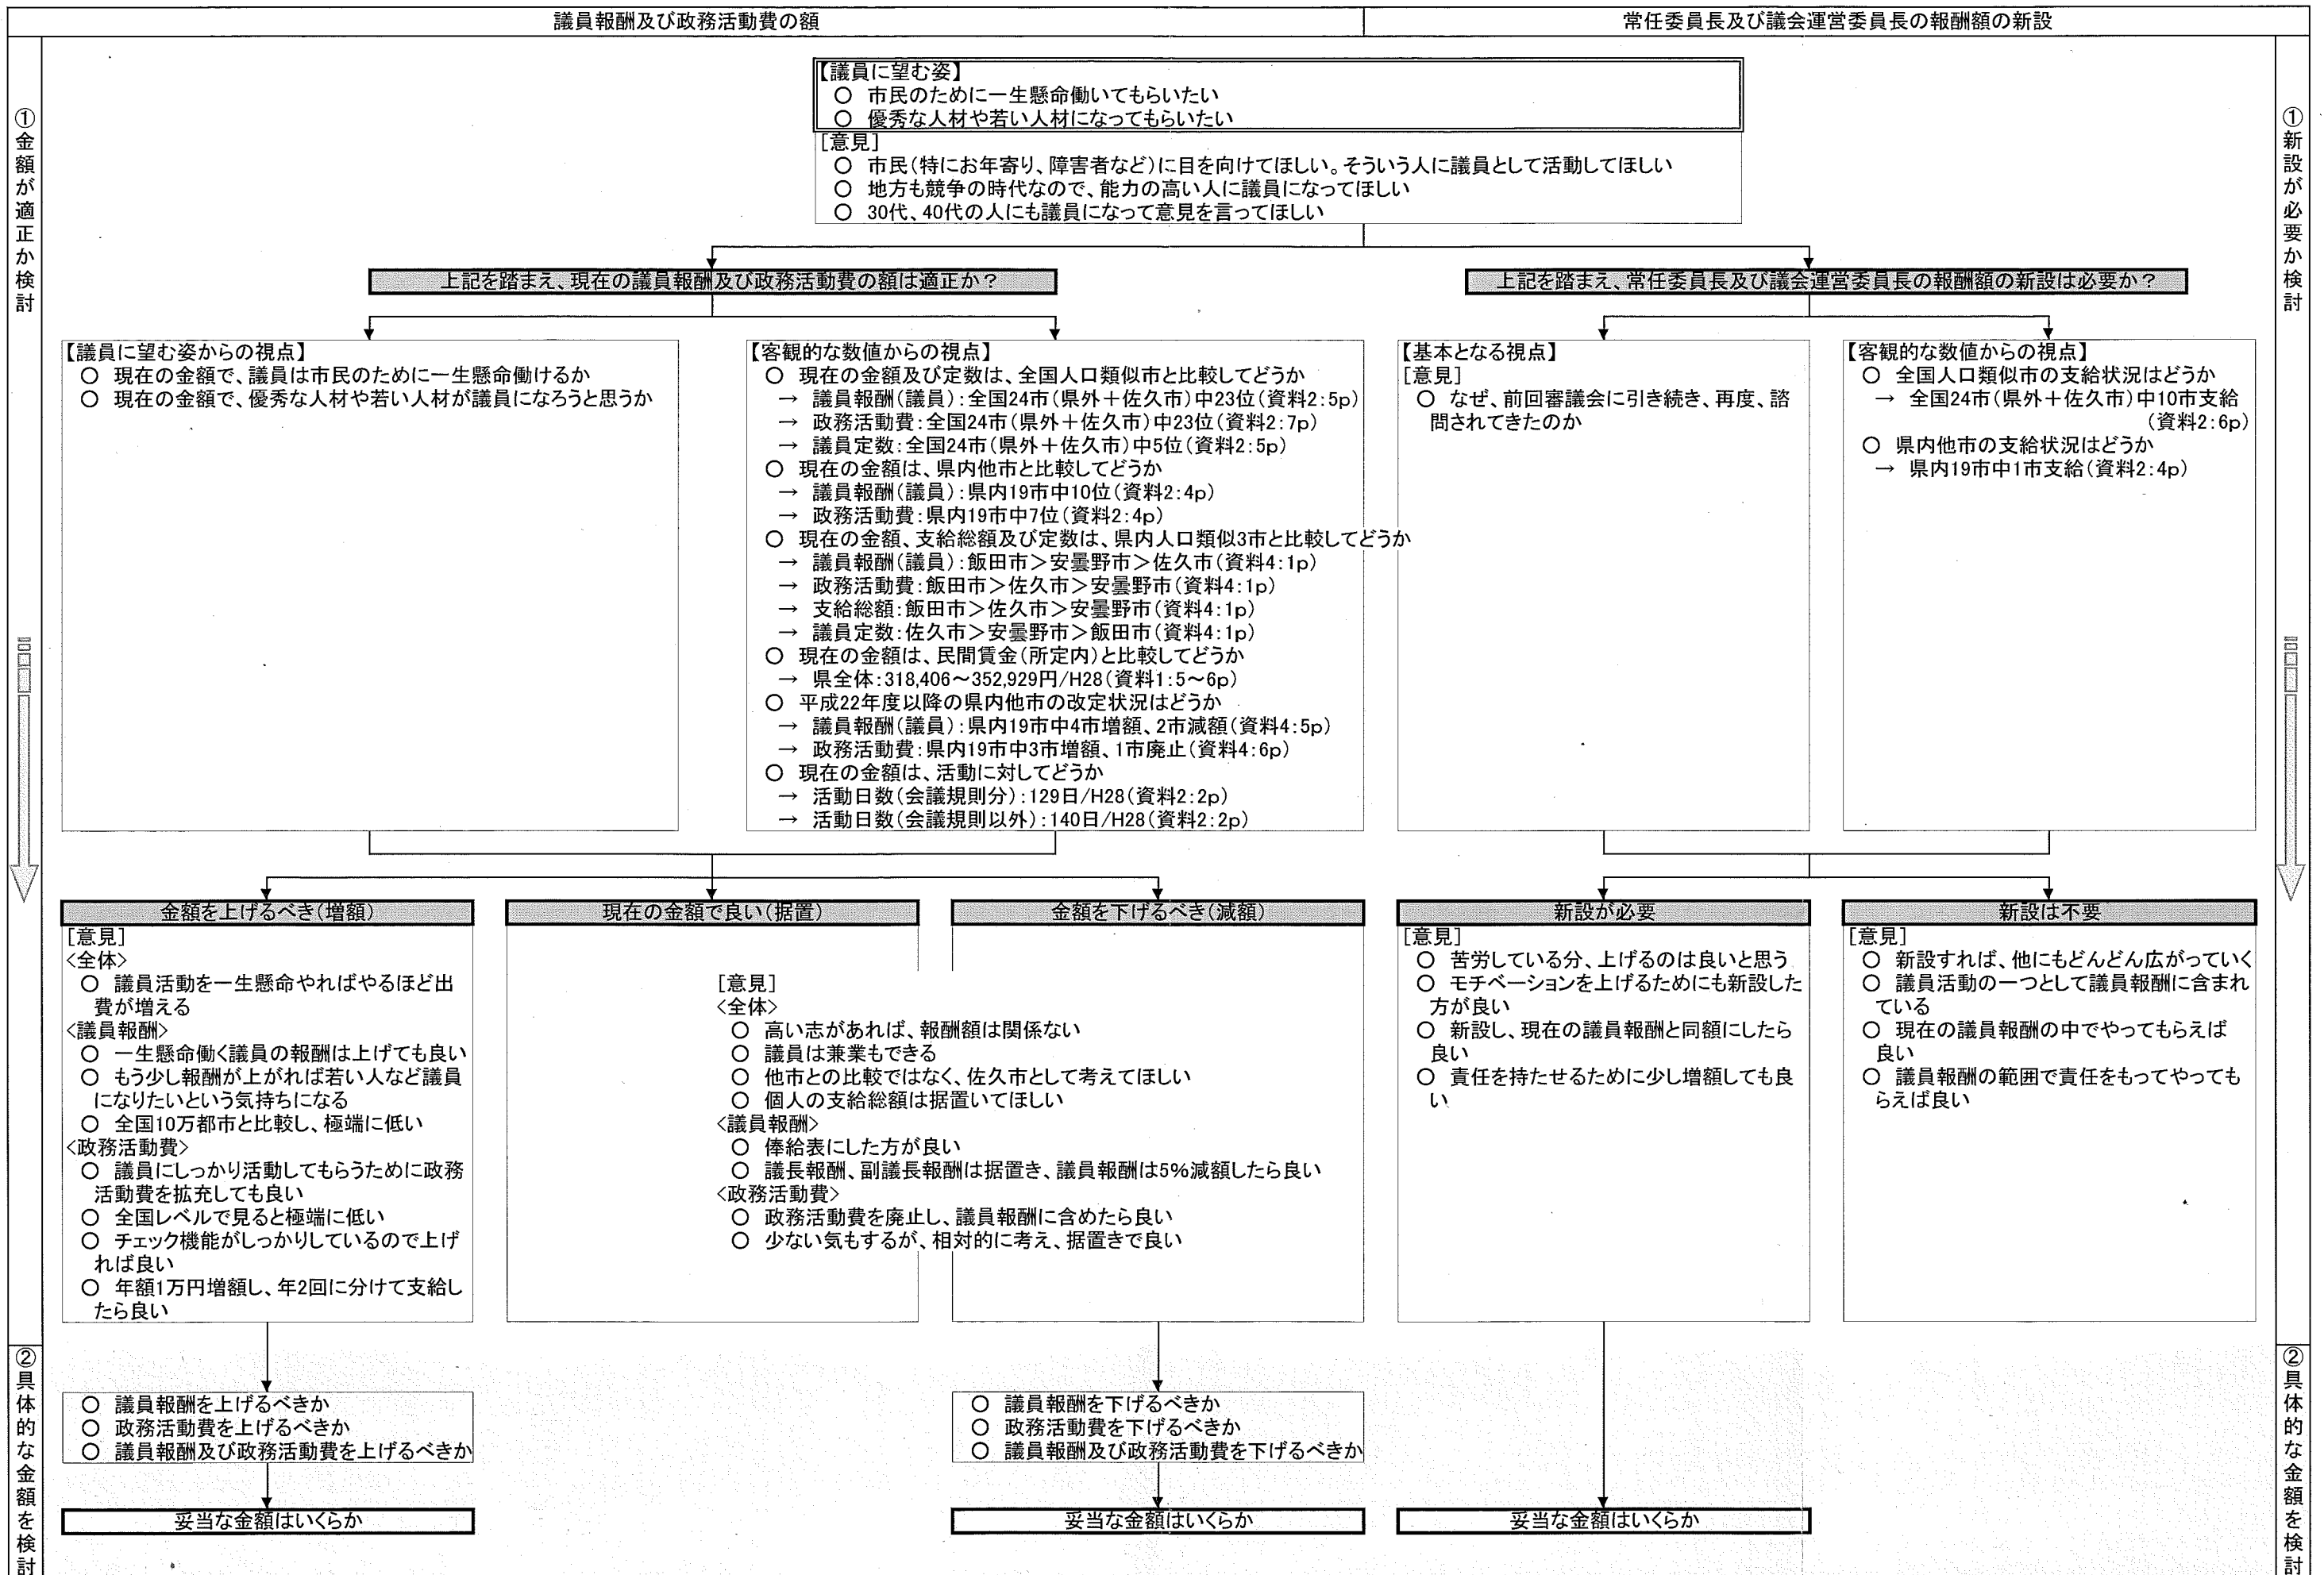 議員報酬及び政務活動費の額
常任委員長及び議会運営委員長の報酬額の新設
①金額が適正か検討
①新設が必要か検討
【議員に望む姿】
○ 市民のために一生懸命働いてもらいたい
○ 優秀な人材や若い人材になってもらいたい
[意見]
○ 市民(特にお年寄り、障害者など)に目を向けてほしい。そういう人に議員として活動してほしい
○ 地方も競争の時代なので、能力の高い人に議員になってほしい
○ 30代、40代の人にも議員になって意見を言ってほしい
上記を踏まえ、現在の議員報酬及び政務活動費の額は適正か?
上記を踏まえ、常任委員長及び議会運営委員長の報酬額の新設は必要か?
【議員に望む姿からの視点】
○ 現在の金額で、議員は市民のために一生懸命働けるか
○ 現在の金額で、優秀な人材や若い人材が議員になろうと思うか
【客観的な数値からの視点】
○ 現在の金額及び定数は、全国人口類似市と比較してどうか
→ 議員報酬(議員):全国24市(県外+佐久市)中23位(資料2:5p)
→ 政務活動費:全国24市(県外+佐久市)中23位(資料2:7p)
→ 議員定数:全国24市(県外+佐久市)中5位(資料2:5p)
○ 現在の金額は、県内他市と比較してどうか
→ 議員報酬(議員):県内19市中10位(資料2:4p)
→ 政務活動費:県内19市中7位(資料2:4p)
○ 現在の金額、支給総額及び定数は、県内人口類似3市と比較してどうか
→ 議員報酬(議員):飯田市>安曇野市>佐久市(資料4:1p)
→ 政務活動費:飯田市>佐久市>安曇野市(資料4:1p)
→ 支給総額:飯田市>佐久市>安曇野市(資料4:1p)
→ 議員定数:佐久市>安曇野市>飯田市(資料4:1p)
○ 現在の金額は、民間賃金(所定内)と比較してどうか
→ 県全体:318,406~352,929円/H28(資料1:5~6p)
○ 平成22年度以降の県内他市の改定状況はどうか
→ 議員報酬(議員):県内19市中4市増額、2市減額(資料4:5p)
→ 政務活動費:県内19市中3市増額、1市廃止(資料4:6p)
○ 現在の金額は、活動に対してどうか
→ 活動日数(会議規則分):129日/H28(資料2:2p)
→ 活動日数(会議規則以外):140日/H28(資料2:2p)
【基本となる視点】
[意見]
○ なぜ、前回審議会に引き続き、再度、諮
問されてきたのか
【客観的な数値からの視点】
○ 全国人口類似市の支給状況はどうか
→ 全国24市(県外+佐久市)中10市支給
(資料2:6p)
○ 県内他市の支給状況はどうか
→ 県内19市中1市支給(資料2:4p)
金額を上げるべき(増額)
[意見]
<全体>
○ 議員活動を一生懸命やればやるほど出
費が増える
<議員報酬>
○ 一生懸命働く議員の報酬は上げても良い
○ もう少し報酬が上がれば若い人など議員
になりたいという気持ちになる
○ 全国10万都市と比較し、極端に低い
<政務活動費>
○ 議員にしっかり活動してもらうために政務
活動費を拡充しても良い
○ 全国レベルで見ると極端に低い
○ チェック機能がしっかりしているので上げ
れば良い
○ 年額1万円増額し、年2回に分けて支給し
たら良い
現在の金額で良い(据置)
金額を下げるべき(減額)
[意見]
<全体>
○ 高い志があれば、報酬額は関係ない
○ 議員は兼業もできる
○ 他市との比較ではなく、佐久市として考えてほしい
○ 個人の支給総額は据置いてほしい
<議員報酬>
○ 俸給表にした方が良い
○ 議長報酬、副議長報酬は据置き、議員報酬は5%減額したら良い
<政務活動費>
○ 政務活動費を廃止し、議員報酬に含めたら良い
○ 少ない気もするが、相対的に考え、据置きで良い
新設が必要
[意見]
○ 苦労している分、上げるのは良いと思う
○ モチベーションを上げるためにも新設した
方が良い
○ 新設し、現在の議員報酬と同額にしたら
良い
○ 責任を持たせるために少し増額しても良
い
新設は不要
[意見]
○ 新設すれば、他にもどんどん広がっていく
○ 議員活動の一つとして議員報酬に含まれ
ている
○ 現在の議員報酬の中でやってもらえば
良い
○ 議員報酬の範囲で責任をもってやっても
らえば良い
②具体的な金額を検討
②具体的な金額を検討
○ 議員報酬を上げるべきか
○ 政務活動費を上げるべきか
○ 議員報酬及び政務活動費を上げるべきか
○ 議員報酬を下げるべきか
○ 政務活動費を下げるべきか
○ 議員報酬及び政務活動費を下げるべきか
妥当な金額はいくらか
妥当な金額はいくらか
妥当な金額はいくらか